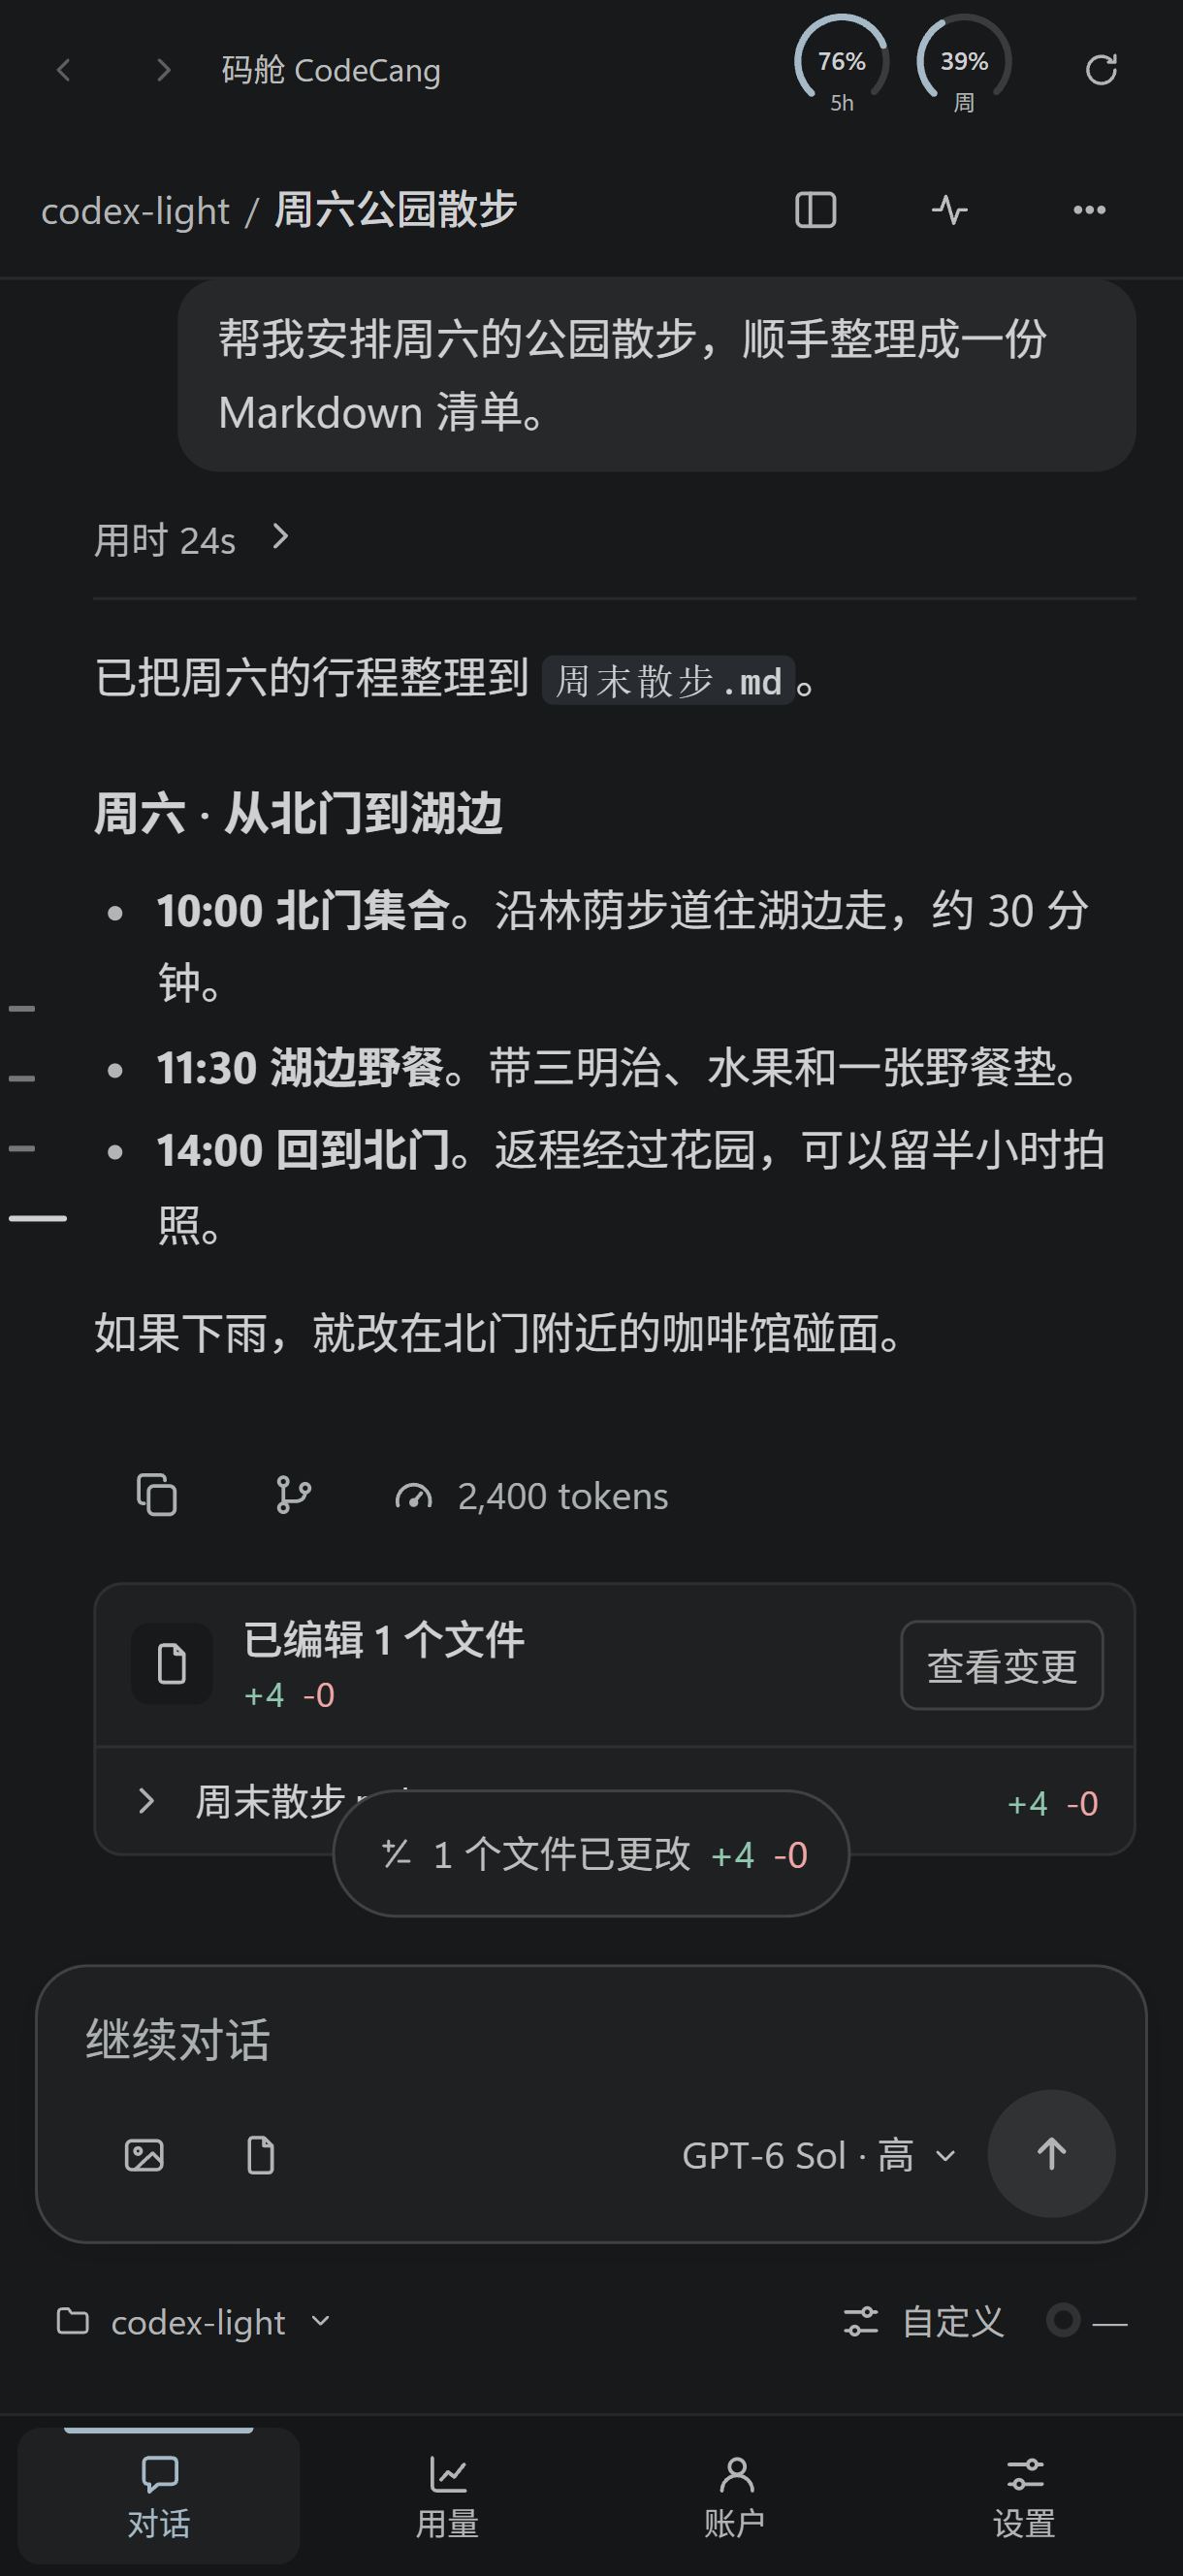 码舱 CodeCang
76%
5h
39%
周
codex-light / 周六公园散步
帮我安排周六的公园散步，顺手整理成一份
Markdown 清单。
用时 24s
已把周六的行程整理到 周末散步.md。
周六 · 从北门到湖边
10:00 北门集合。沿林荫步道往湖边走，约 30 分
钟。
11:30 湖边野餐。带三明治、水果和一张野餐垫。
14:00 回到北门。返程经过花园，可以留半小时拍
照。
如果下雨，就改在北门附近的咖啡馆碰面。
2,400 tokens
已编辑 1 个文件
+4 -0
查看变更
周末散步
+4 -0
1 个文件已更改 +4 -0
继续对话
GPT-6 Sol · 高
codex-light
自定义
—
对话
用量
账户
设置